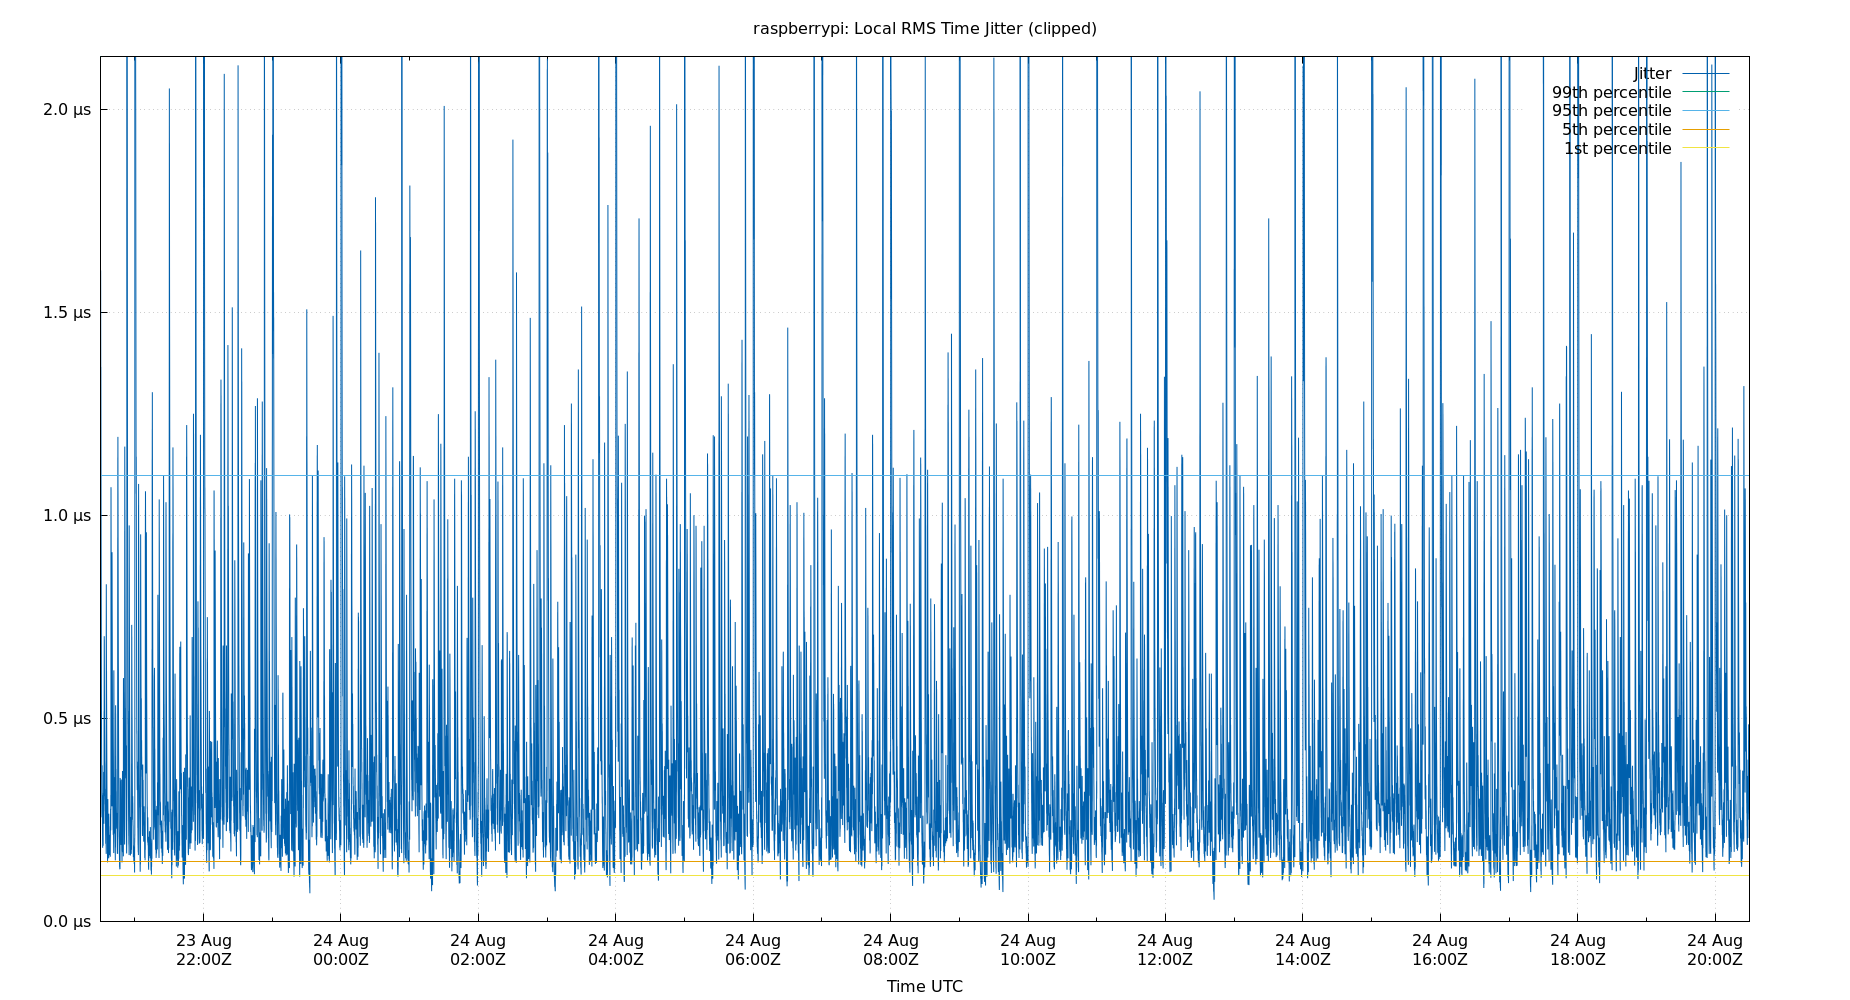 raspberrypi: Local RMS Time Jitter (clipped)
Jitter
99th percentile
95th percentile
5th percentile
1st percentile
2.0 µs
1.5 µs
1.0 µs
0.5 µs
0.0 µs
23 Aug 24 Aug 24 Aug 24 Aug 24 Aug 24 Aug 24 Aug 24 Aug 24 Aug 24 Aug 24 Aug 24 Aug
22:00Z 00:00Z 02:00Z 04:00Z 06:00Z 08:00Z 10:00Z 12:00Z 14:00Z 16:00Z 18:00Z 20:00Z
Time UTC